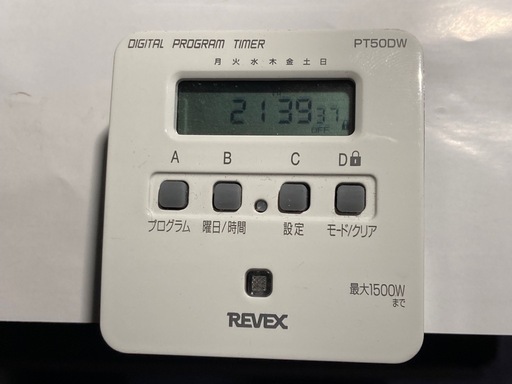 DIGITAL PROGRAM TIMER PT50DW
月 火 水 木 金 土 日
21 39 37
OFF
A B C D
プログラム 曜日/時間 設定 モード/クリア
最大1500W
まで
REVEX